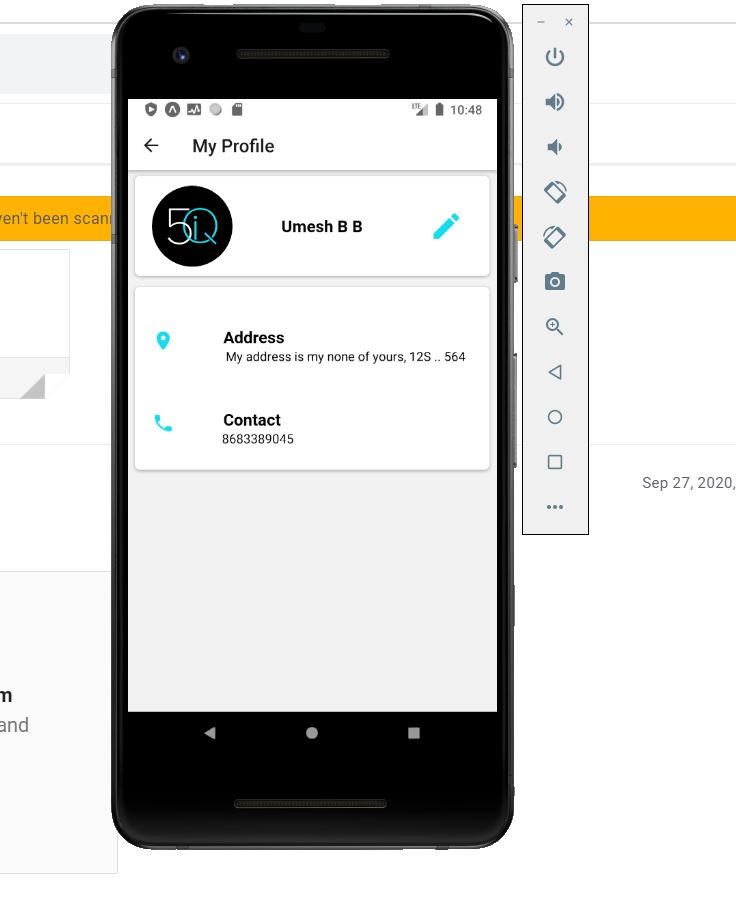 LTE
10:48
My Profile
5iQ
Umesh B B
Address
My address is my none of yours, 12S .. 564
Contact
8683389045
ven't been scann
Sep 27, 2020,
m
and